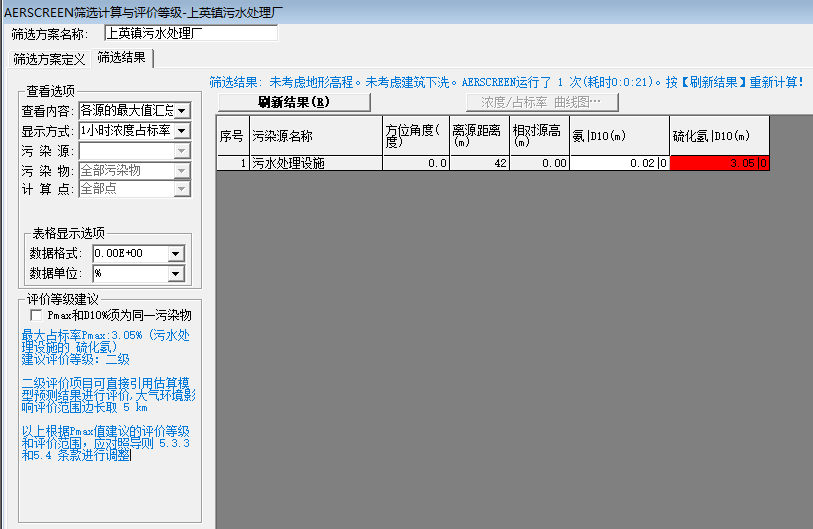 AERSCREEN筛选计算与评价等级-上英镇污水处理厂
筛选方案名称: 上英镇污水处理厂
筛选方案定义 筛选结果
筛选结果: 未考虑地形高程。未考虑建筑下洗。AERSCREEN运行了 1 次(耗时0:0:21)。按【刷新结果】重新计算!
刷新结果(R) 浓度/占标率 曲线图…
查看选项
查看内容: 各源的最大值汇总
显示方式: 1小时浓度占标率
污 染 源:
污 染 物: 全部污染物
计 算 点: 全部点
表格显示选项
数据格式: 0.00E+00
数据单位: %
评价等级建议
Pmax和D10%须为同一污染物
最大占标率Pmax:3.05% (污水处
理设施的 硫化氢)
建议评价等级: 二级
二级评价项目可直接引用估算模
型预测结果进行评价,大气环境影
响评价范围边长取 5 km
以上根据Pmax值建议的评价等级
和评价范围, 应对照导则 5.3.3
和5.4 条款进行调整
序号 污染源名称 方位角度(度) 离源距离(m) 相对源高(m) 氨|D10(m) 硫化氢|D10(m)
1 污水处理设施 0.0 42 0.00 0.02|0 3.05|0